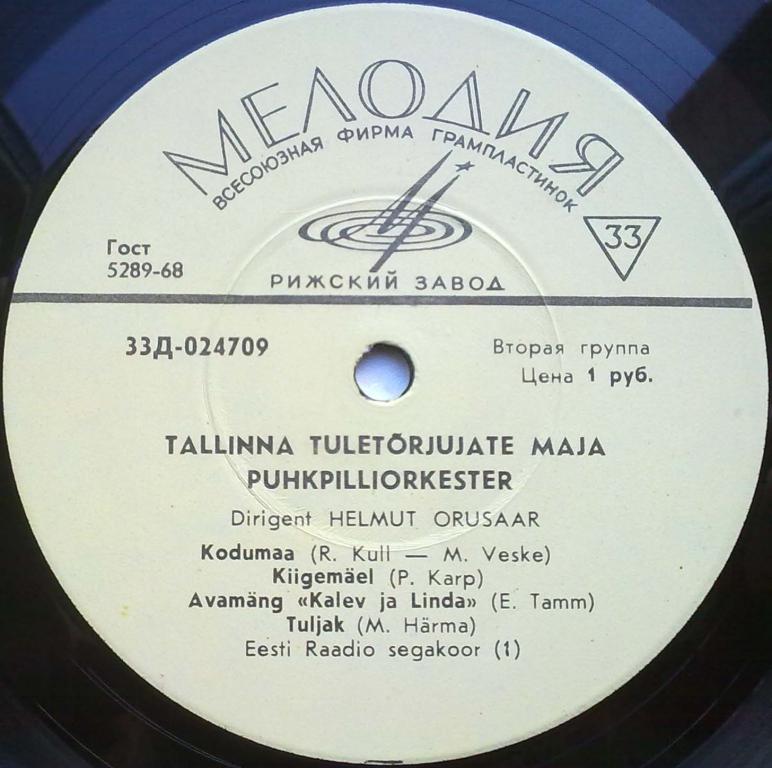 МЕЛОДИЯ
ВСЕСОЮЗНАЯ ФИРМА ГРАМПЛАСТИНОК
33
Гост
5289-68
РИЖСКИЙ ЗАВОД
33Д-024709
Вторая группа
Цена 1 руб.
TALLINNA TULETÕRJUJATE MAJA
PUHKPILLIORKESTER
Dirigent HELMUT ORUSAAR
Kodumaa (R. Kull — M. Veske)
Kiigemäel (P. Karp)
Avamäng «Kalev ja Linda» (E. Tamm)
Tuljak (M. Härma)
Eesti Raadio segakoor (1)